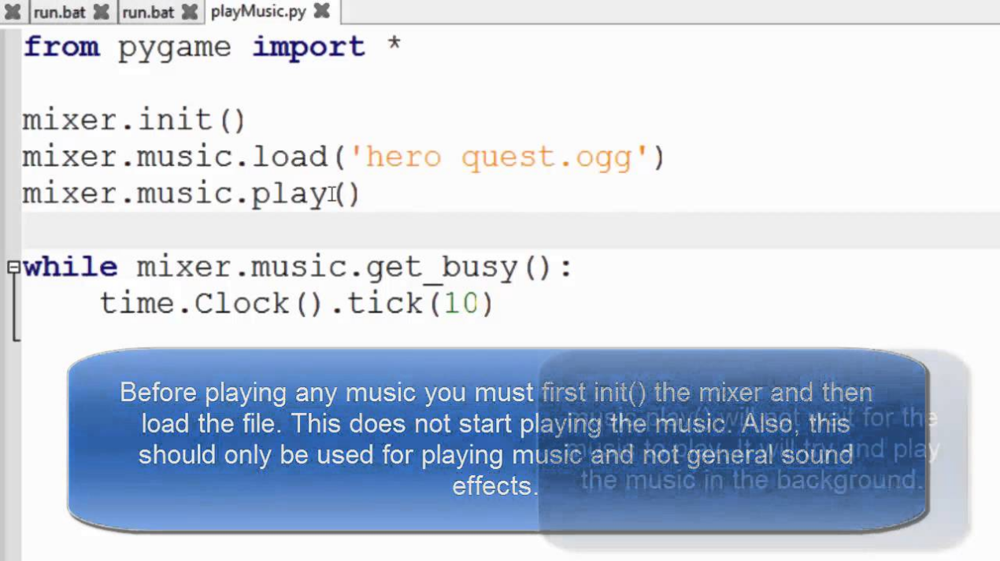 run.bat run.bat playMusic.py
from pygame import *
mixer.init()
mixer.music.load('hero quest.ogg')
mixer.music.play()
while mixer.music.get_busy():
time.Clock().tick(10)
Before playing any music you must first init() the mixer and then
load the file. This does not start playing the music. Also, this
should only be used for playing music and not general sound
effects.
music.play() will not wait for the
music to play. It will try and play
the music in the background.